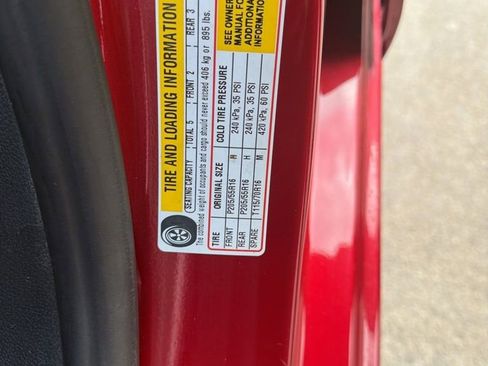 TIRE AND LOADING INFORMATION
SEATING CAPACITY TOTAL 5 FRONT 2 REAR 3
The combined weight of occupants and cargo should never exceed 406 kg or 895 lbs.
TIRE ORIGINAL SIZE COLD TIRE PRESSURE
FRONT P205/55R16 H 240 kPa, 35 PSI
REAR P205/55R16 H 240 kPa, 35 PSI
SPARE T115/70R16 M 420 kPa, 60 PSI
SEE OWNER
MANUAL FO
ADDITIONA
INFORMATION